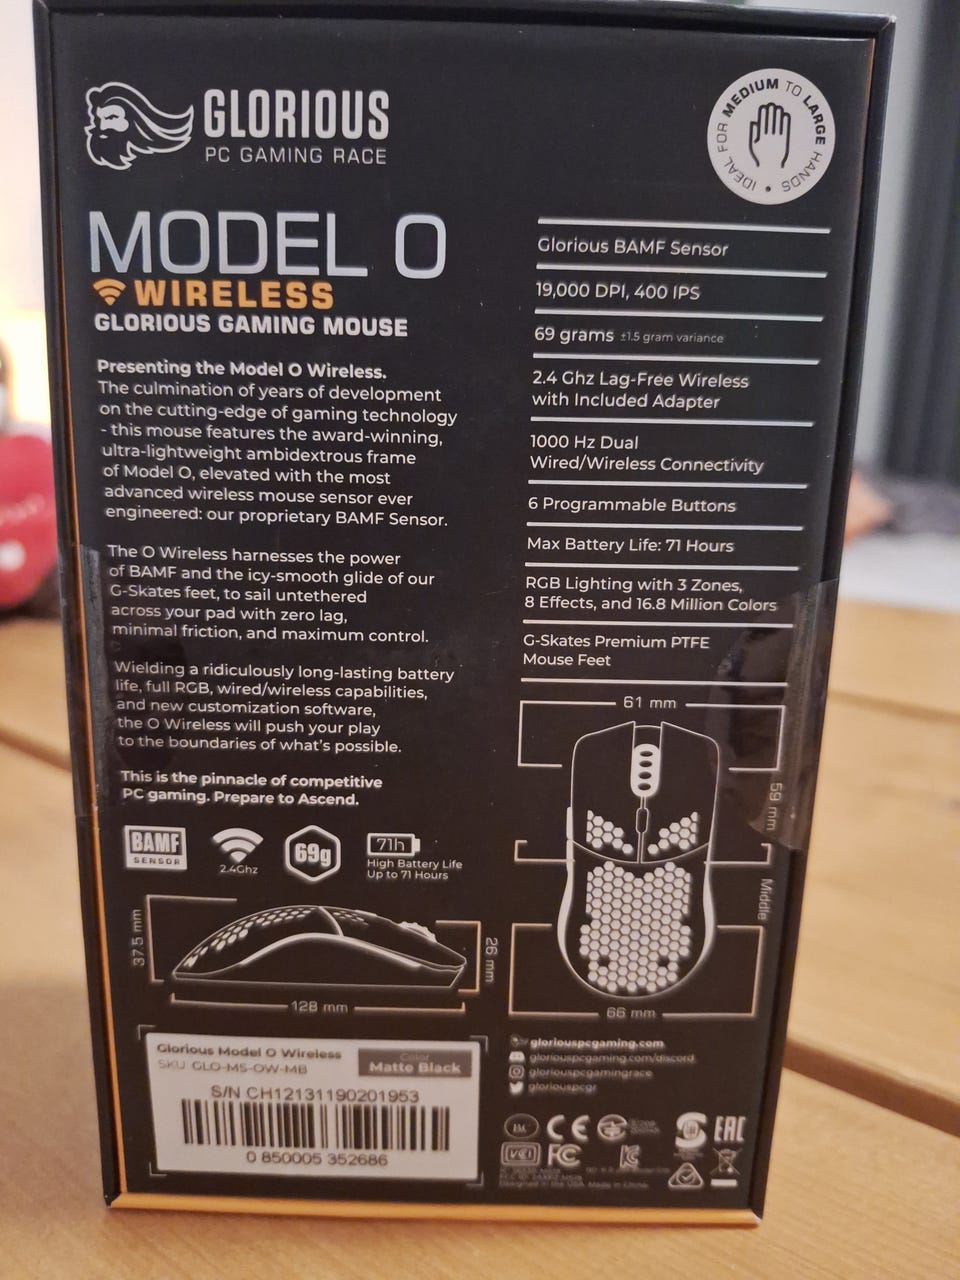 GLORIOUS
PC GAMING RACE
IDEAL FOR MEDIUM TO LARGE HANDS •
MODEL O
WIRELESS
GLORIOUS GAMING MOUSE
Presenting the Model O Wireless.
The culmination of years of development
on the cutting-edge of gaming technology
- this mouse features the award-winning,
ultra-lightweight ambidextrous frame
of Model O, elevated with the most
advanced wireless mouse sensor ever
engineered: our proprietary BAMF Sensor.
The O Wireless harnesses the power
of BAMF and the icy-smooth glide of our
G-Skates feet, to sail untethered
across your pad with zero lag,
minimal friction, and maximum control.
Wielding a ridiculously long-lasting battery
life, full RGB, wired/wireless capabilities,
and new customization software,
the O Wireless will push your play
to the boundaries of what's possible.
This is the pinnacle of competitive
PC gaming. Prepare to Ascend.
BAMF
SENSOR
2.4Ghz
69g
71h
High Battery Life
Up to 71 Hours
37.5 mm
26 mm
128 mm
Glorious BAMF Sensor
19,000 DPI, 400 IPS
69 grams ±1.5 gram variance
2.4 Ghz Lag-Free Wireless
with Included Adapter
1000 Hz Dual
Wired/Wireless Connectivity
6 Programmable Buttons
Max Battery Life: 71 Hours
RGB Lighting with 3 Zones,
8 Effects, and 16.8 Million Colors
G-Skates Premium PTFE
Mouse Feet
61 mm
59 mm
Middle
66 mm
Glorious Model O Wireless
SKU GLO-MS-OW-MB
Color
Matte Black
S/N CH12131190201953
0 850005 352686
gloriouspcgaming.com
gloriouspcgaming.com/discord
gloriouspcgamingrace
gloriouspcgr
CE
EAC
VCI
FC
Designed in the USA. Made in China.